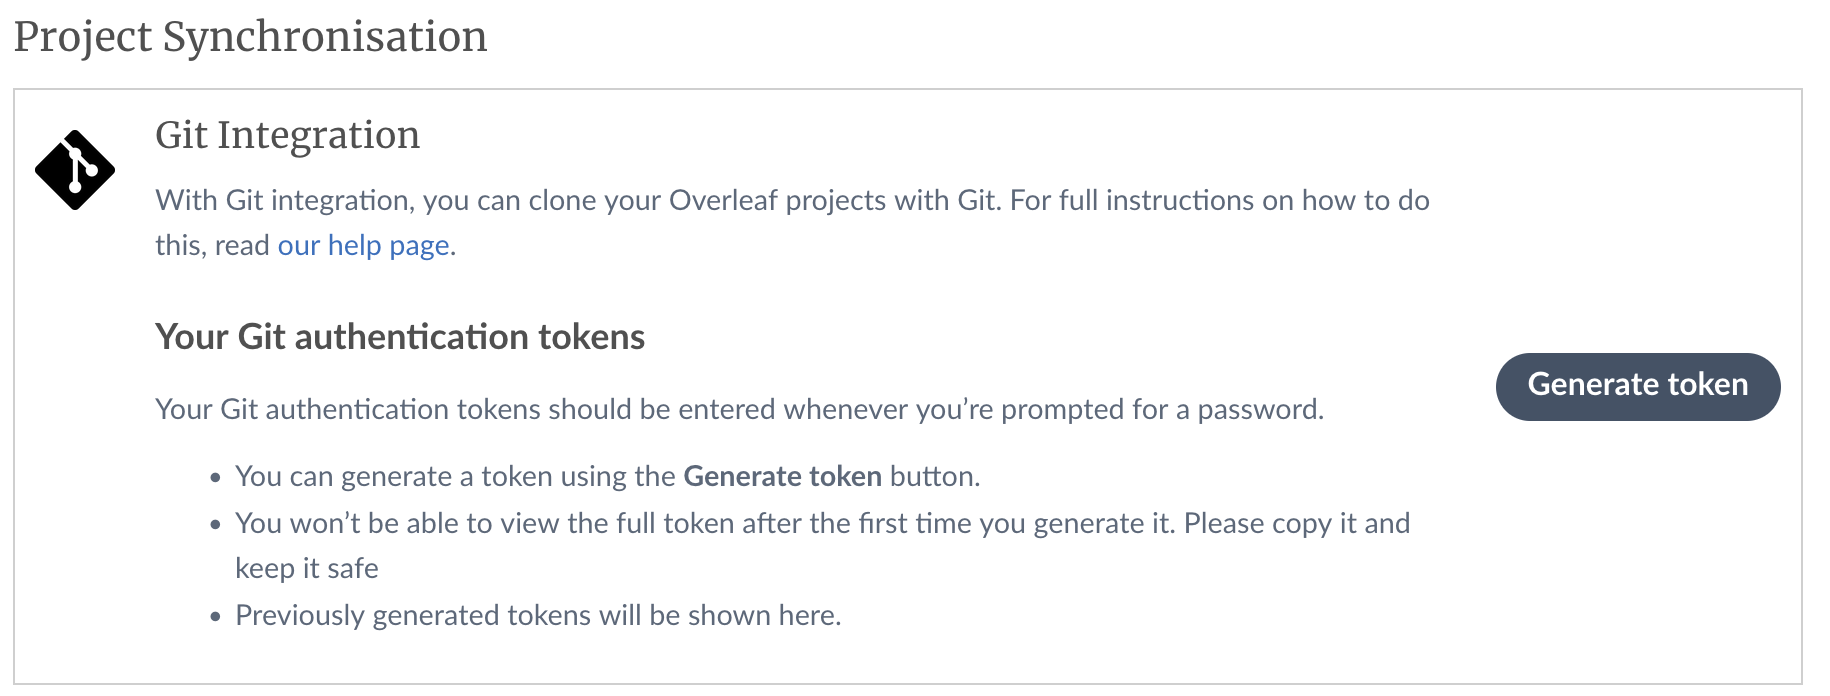 Project Synchronisation
Git Integration
With Git integration, you can clone your Overleaf projects with Git. For full instructions on how to do
this, read our help page.
Your Git authentication tokens
Generate token
Your Git authentication tokens should be entered whenever you’re prompted for a password.
• You can generate a token using the Generate token button.
• You won’t be able to view the full token after the first time you generate it. Please copy it and
keep it safe
• Previously generated tokens will be shown here.